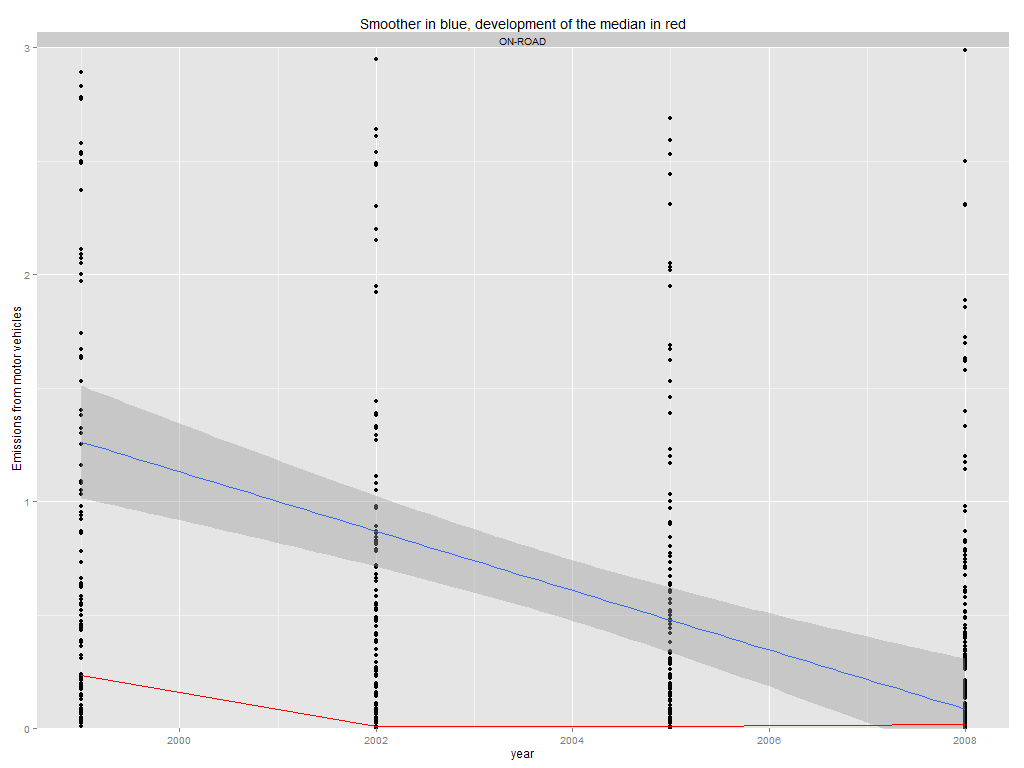 Smoother in blue, development of the median in red
ON-ROAD
Emissions from motor vehicles
3
2
1
0
2000 2002 2004 2006 2008
year